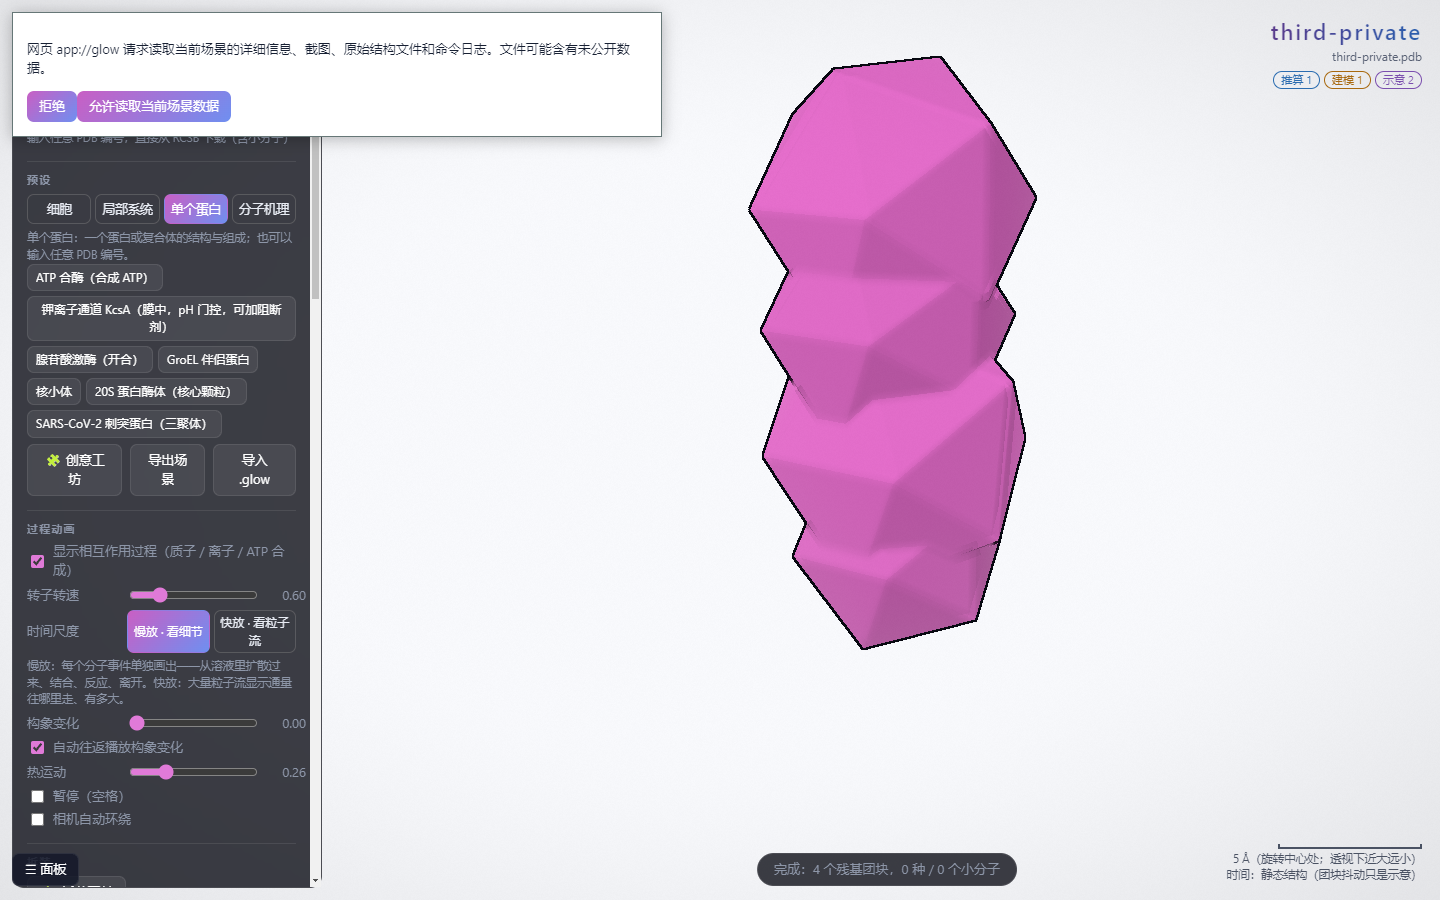 网页 app://glow 请求读取当前场景的详细信息、截图、原始结构文件和命令日志。文件可能含有未公开数
据。
拒绝 允许读取当前场景数据
输入任意 PDB 编号，直接从 RCSB 下载（含小分子）
预设
细胞 局部系统 单个蛋白 分子机理
单个蛋白：一个蛋白或复合体的结构与组成；也可以
输入任意 PDB 编号。
ATP 合酶（合成 ATP）
钾离子通道 KcsA（膜中，pH 门控，可加阻断
剂）
腺苷酸激酶（开合） GroEL 伴侣蛋白
核小体 20S 蛋白酶体（核心颗粒）
SARS-CoV-2 刺突蛋白（三聚体）
🧩 创意工
坊
导出场
景
导入
.glow
过程动画
显示相互作用过程（质子 / 离子 / ATP 合
成）
转子转速 0.60
时间尺度
慢放 · 看细节
快放 · 看粒子
流
慢放：每个分子事件单独画出——从溶液里扩散过
来、结合、反应、离开。快放：大量粒子流显示通量
往哪里走、有多大。
构象变化 0.00
自动往返播放构象变化
热运动 0.26
暂停（空格）
相机自动环绕
☰ 面板
third-private
third-private.pdb
推算 1 建模 1 示意 2
完成：4 个残基团块，0 种 / 0 个小分子
5 Å（旋转中心处；透视下近大远小）
时间：静态结构（团块抖动只是示意）